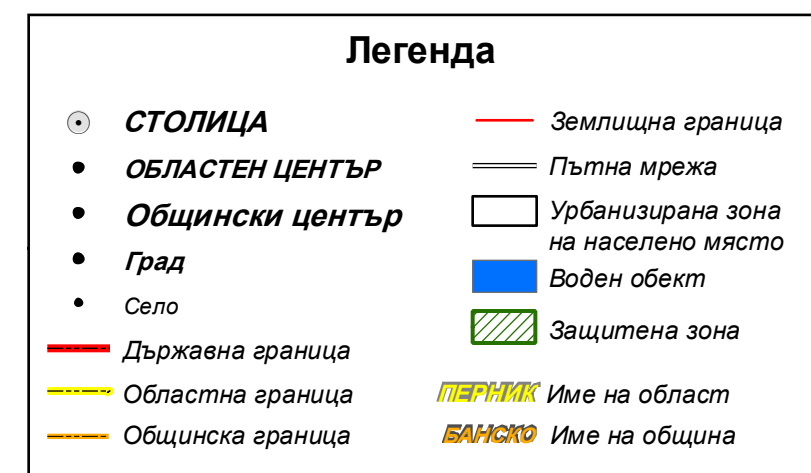 Легенда
СТОЛИЦА
ОБЛАСТЕН ЦЕНТЪР
Общински център
Град
Село
Държавна граница
Областна граница
Общинска граница
Землищна граница
Пътна мрежа
Урбанизирана зона
на населено място
Воден обект
Защитена зона
ПЕРНИК Име на област
БАНСКО Име на община